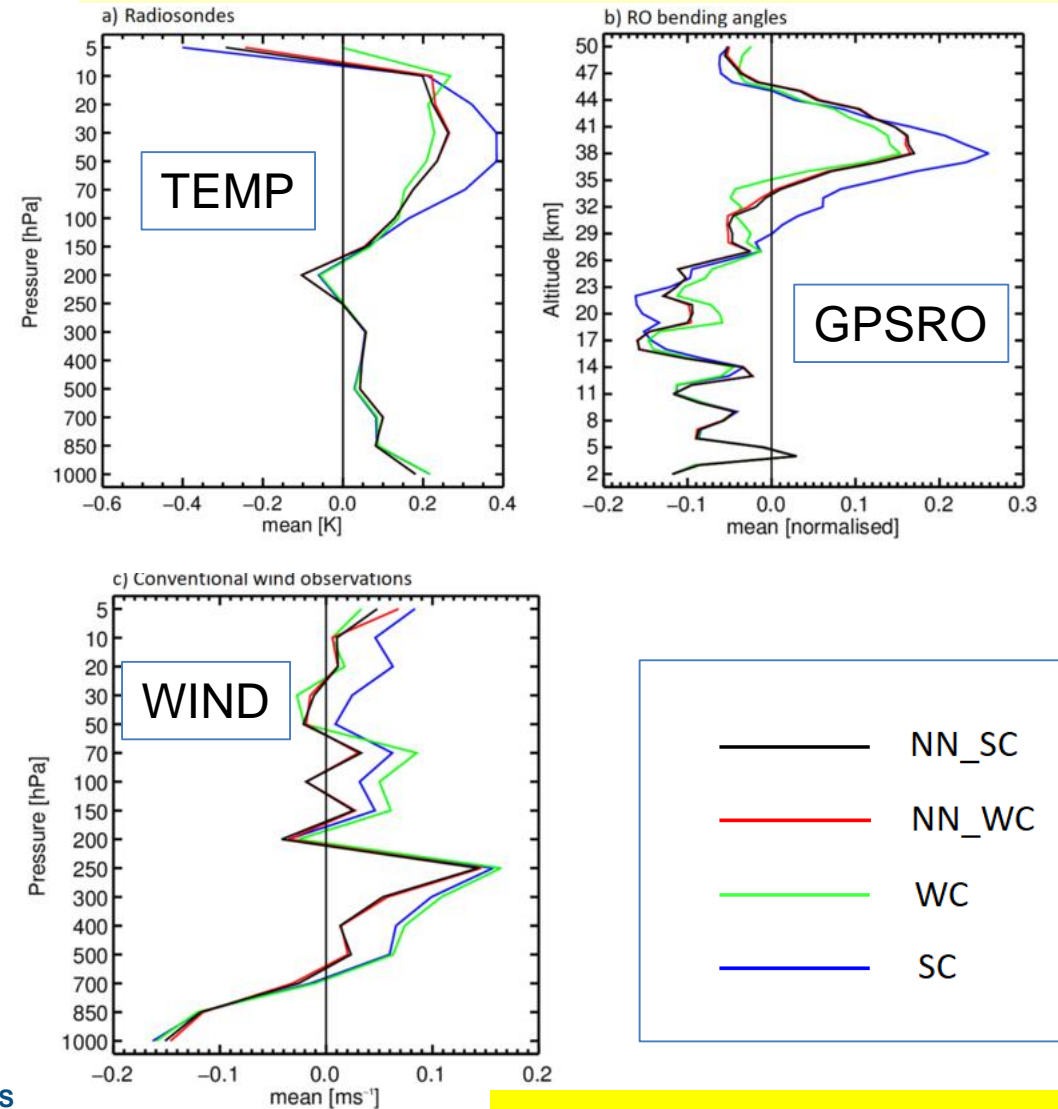 a) Radiosondes
5
10
20
30
50
70
100
150
200
250
300
400
500
700
850
1000
Pressure [hPa]
TEMP
−0.6 −0.4 −0.2 0.0 0.2 0.4
mean [K]
b) RO bending angles
50
47
44
41
38
35
32
29
26
23
20
17
14
11
8
5
2
Altitude [km]
GPSRO
−0.2 −0.1 0.0 0.1 0.2 0.3
mean [normalised]
c) Conventional wind observations
5
10
20
30
50
70
100
150
200
250
300
400
500
700
850
1000
Pressure [hPa]
WIND
−0.2 −0.1 0.0 0.1 0.2
mean [ms⁻¹]
NN_SC
NN_WC
WC
SC
S